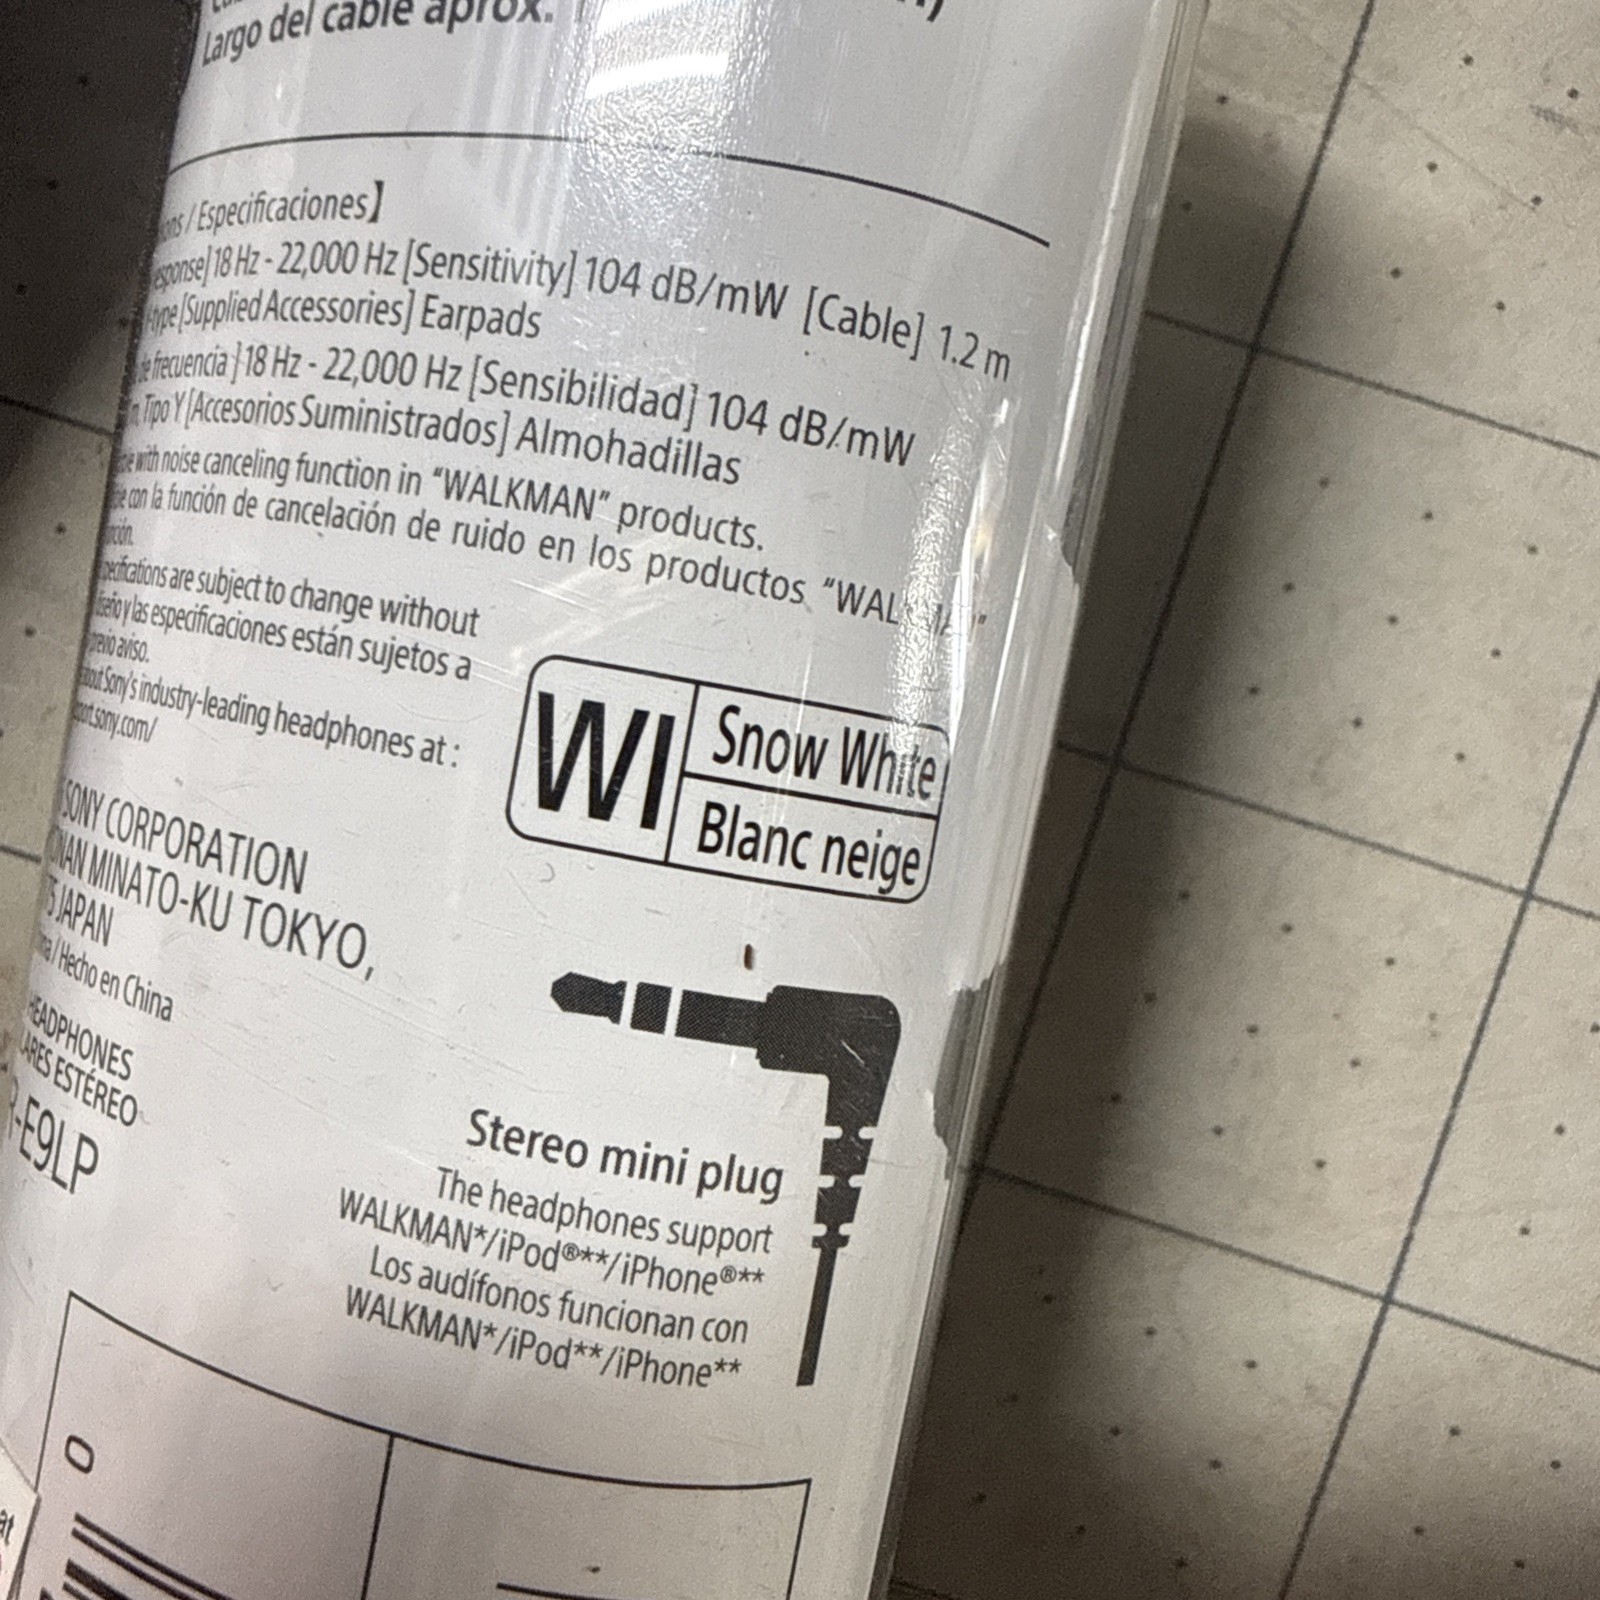 Largo del cable aprox.
/ Especificaciones】
18 Hz - 22,000 Hz [Sensitivity] 104 dB/mW [Cable] 1.2 m
[Supplied Accessories] Earpads
de frecuencia ] 18 Hz - 22,000 Hz [Sensibilidad] 104 dB/mW
Tipo Y [Accesorios Suministrados] Almohadillas
with noise canceling function in “WALKMAN” products.
con la función de cancelación de ruido en los productos
are subject to change without
y las especificaciones están sujetos a
previo aviso.
Sony's industry-leading headphones at :
WI
Snow White
Blanc neige
SONY CORPORATION
MINATO-KU TOKYO,
JAPAN
/ Hecho en China
HEADPHONES
ESTÉREO
-E9LP
Stereo mini plug
The headphones support
WALKMAN*/iPod®**/iPhone®**
Los audífonos funcionan con
WALKMAN*/iPod**/iPhone**
0